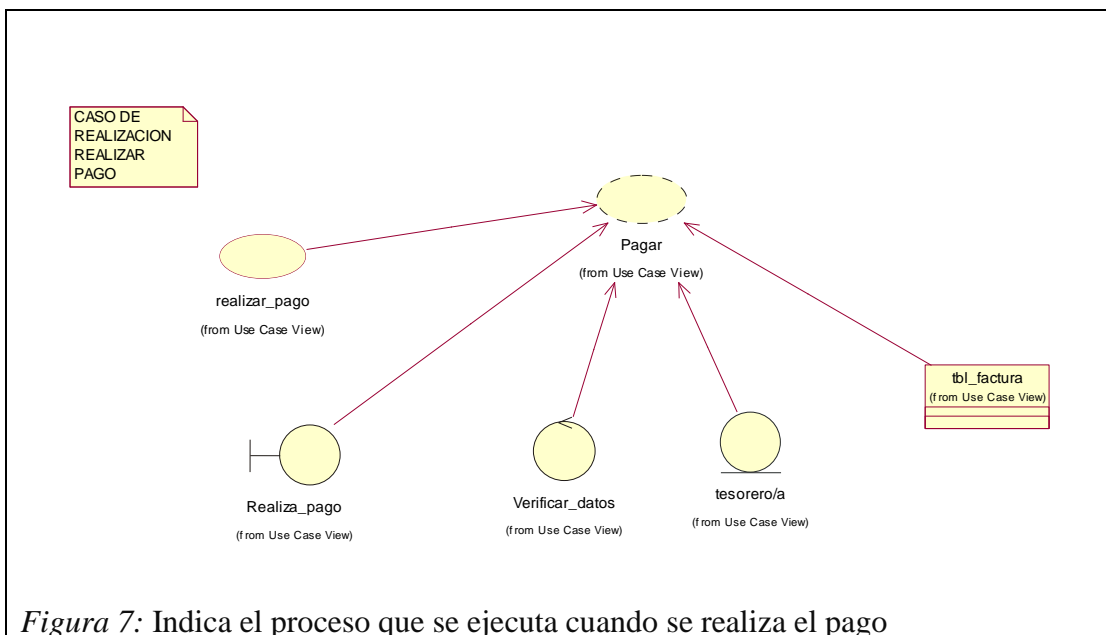 CASO DE
REALIZACION
REALIZAR
PAGO
Pagar
(from Use Case View)
realizar_pago
(from Use Case View)
tbl_factura
(from Use Case View)
Realiza_pago
(from Use Case View)
Verificar_datos
(from Use Case View)
tesorero/a
(from Use Case View)
Figura 7: Indica el proceso que se ejecuta cuando se realiza el pago